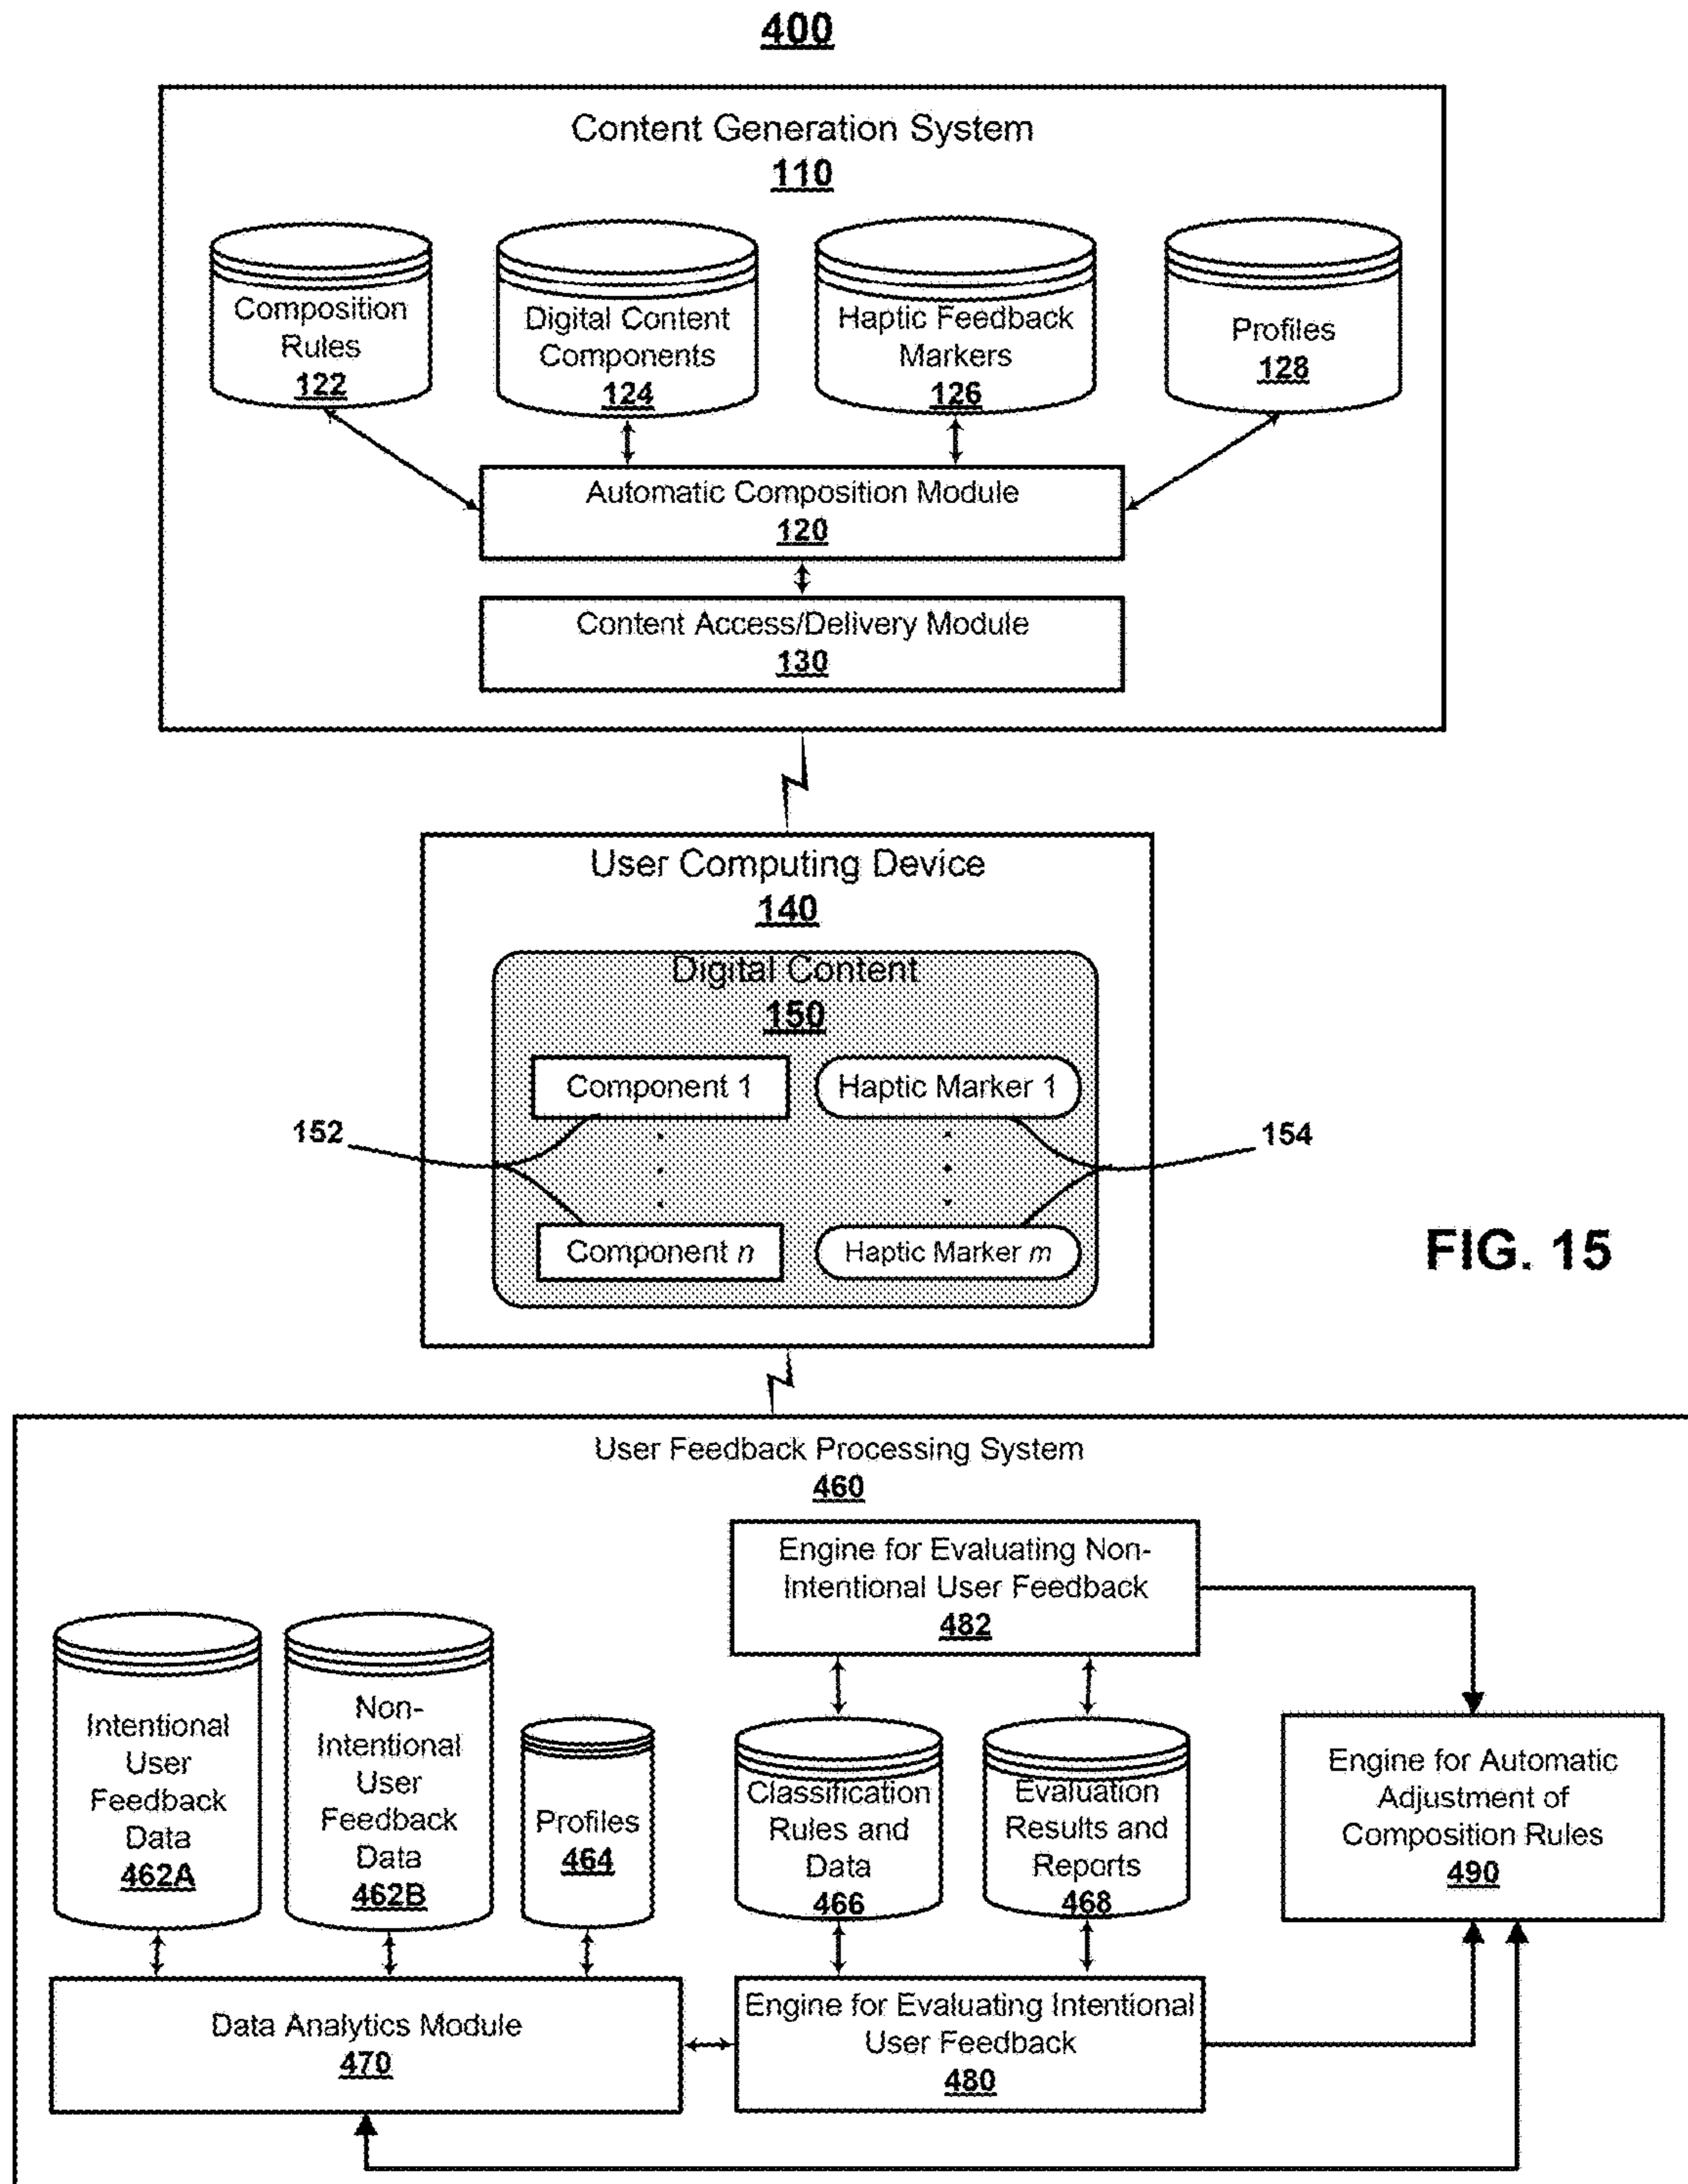 400
Content Generation System
110
Composition
Rules
122
Digital Content
Components
124
Haptic Feedback
Markers
126
Profiles
128
Automatic Composition Module
120
Content Access/Delivery Module
130
User Computing Device
140
Digital Content
150
Component 1
Haptic Marker 1
152
154
Component n
Haptic Marker m
FIG. 15
User Feedback Processing System
460
Engine for Evaluating Non-
Intentional User Feedback
482
Intentional
User
Feedback
Data
462A
Non-
Intentional
User
Feedback
Data
462B
Profiles
464
Classification
Rules and
Data
466
Evaluation
Results and
Reports
468
Engine for Automatic
Adjustment of
Composition Rules
490
Data Analytics Module
470
Engine for Evaluating Intentional
User Feedback
480